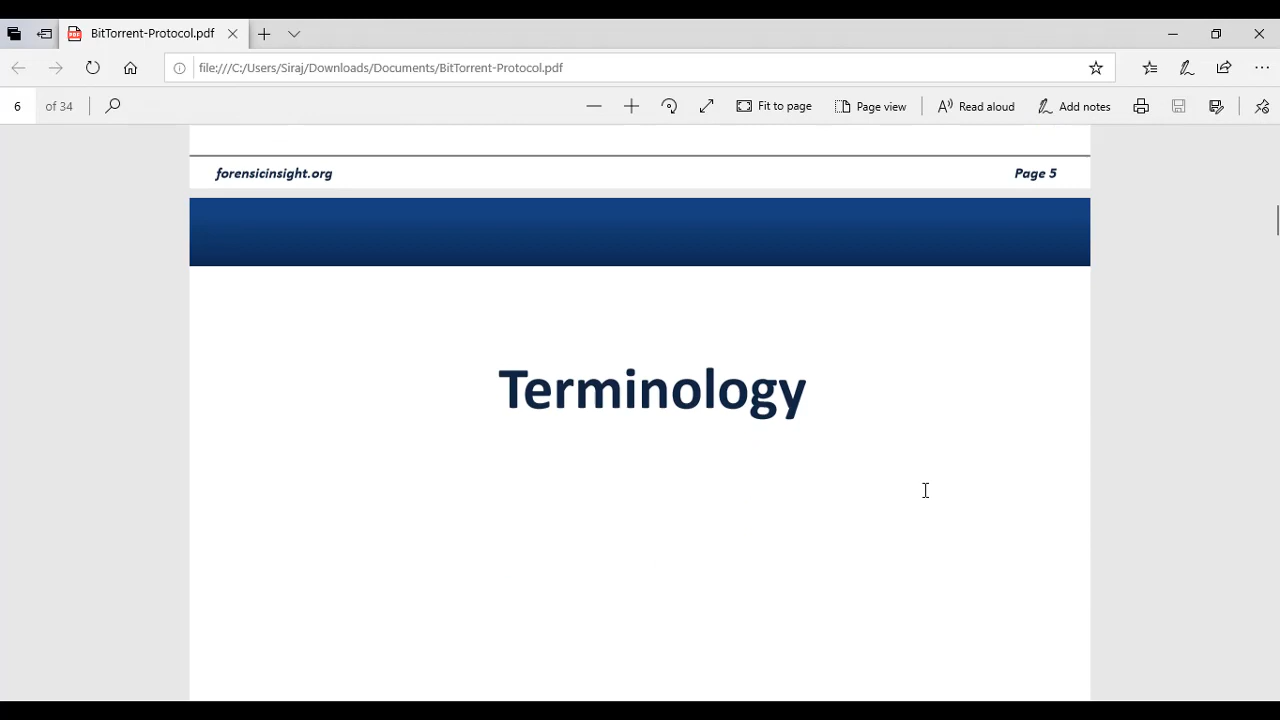 BitTorrent-Protocol.pdf
file:///C:/Users/Siraj/Downloads/Documents/BitTorrent-Protocol.pdf
6 of 34 Fit to page Page view Read aloud Add notes
forensicinsight.org Page 5
Terminology